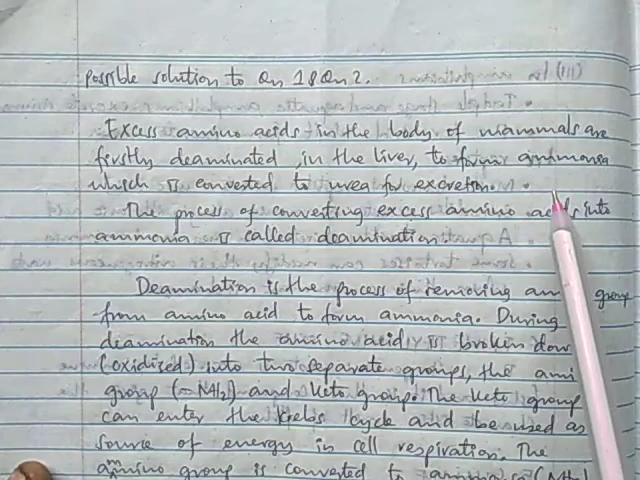 possible solution to Qn 1 & Qn 2.
Excess amino acids in the body of mammals are
firstly deaminated in the liver, to form ammonia
which is converted to urea for excretion.
The process of converting excess amino acids into
ammonia is called deamination.
Deamination is the process of removing am group
from amino acid to form ammonia. During
deamination the amino acid is broken dow
(oxidized) into two separate groups, the ami
group (-NH2) and keto group. The keto group
can enter the Krebs cycle and be used as
source of energy in cell respiration. The
amino group is converted to